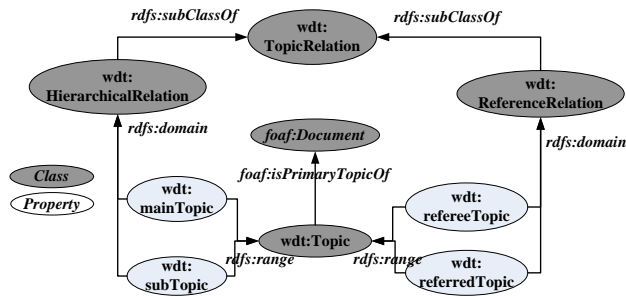 rdfs:subClassOf
wdt:
TopicRelation
rdfs:subClassOf
wdt:
HierarchicalRelation
wdt:
ReferenceRelation
rdfs:domain
foaf:Document
rdfs:domain
Class
foaf:isPrimaryTopicOf
Property
wdt:
mainTopic
wdt:
refereeTopic
wdt:Topic
rdfs:range
rdfs:range
wdt:
subTopic
wdt:
referredTopic